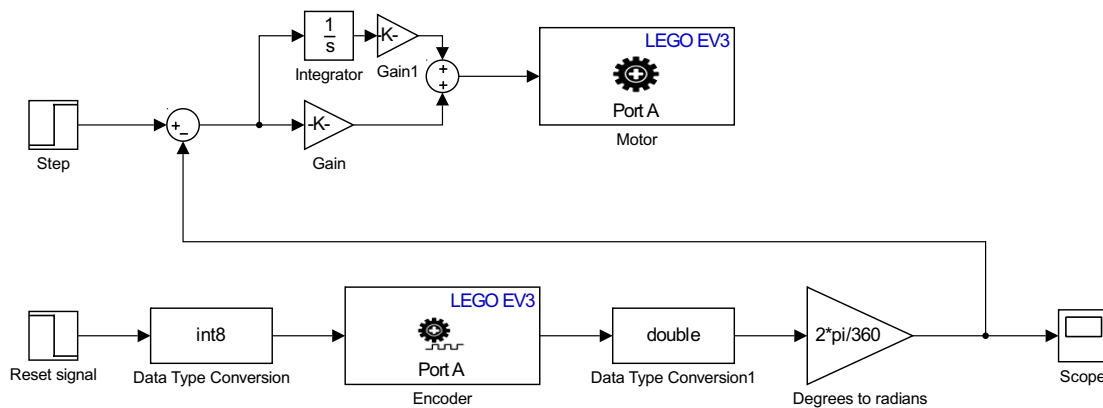 1
s
-K-
Integrator
Gain1
+
+
LEGO EV3
Port A
Motor
Step
+
−
-K-
Gain
Reset signal
int8
Data Type Conversion
LEGO EV3
Port A
Encoder
double
Data Type Conversion1
2*pi/360
Degrees to radians
Scope